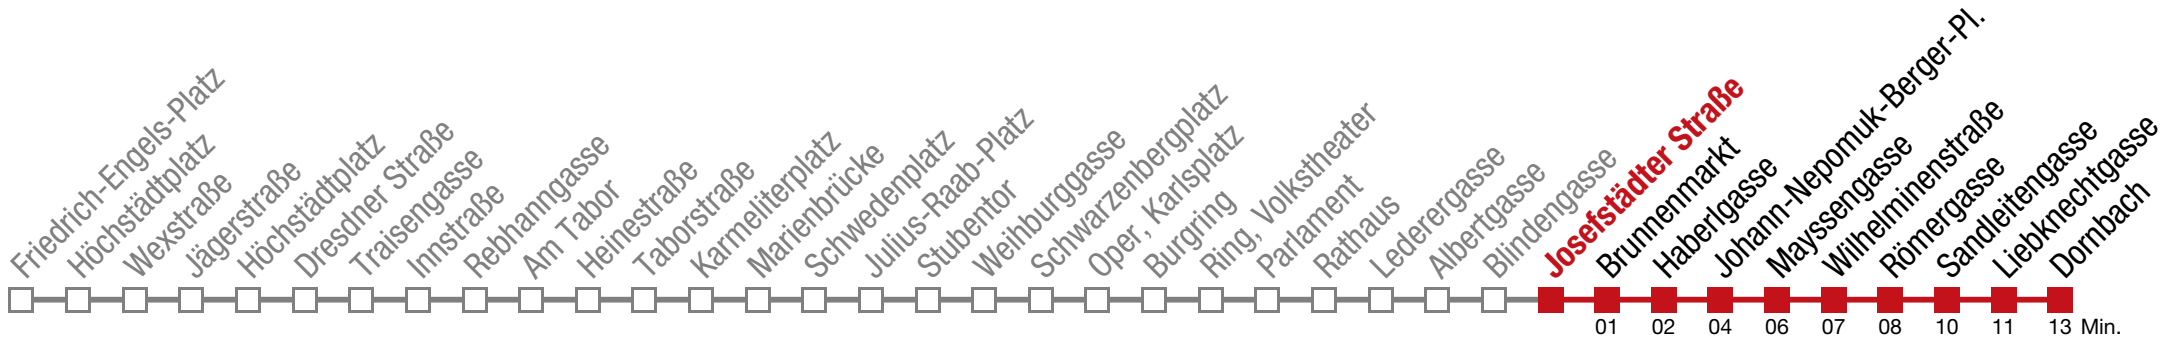 Friedrich-Engels-Platz
Höchstädtplatz
Wexstraße
Jägerstraße
Höchstädtplatz
Dresdner Straße
Traisengasse
Innstraße
Rebhanngasse
Am Tabor
Heinestraße
Taborstraße
Karmeliterplatz
Marienbrücke
Schwedenplatz
Julius-Raab-Platz
Stubentor
Weihburggasse
Schwarzenbergplatz
Oper, Karlsplatz
Burgring
Ring, Volkstheater
Parlament
Rathaus
Lederergasse
Albertgasse
Blindengasse
Josefstädter Straße
Brunnenmarkt
Haberlgasse
Johann-Nepomuk-Berger-Pl.
Mayssengasse
Wilhelminenstraße
Römergasse
Sandleitengasse
Liebknechtgasse
Dornbach
01 02 04 06 07 08 10 11 13 Min.